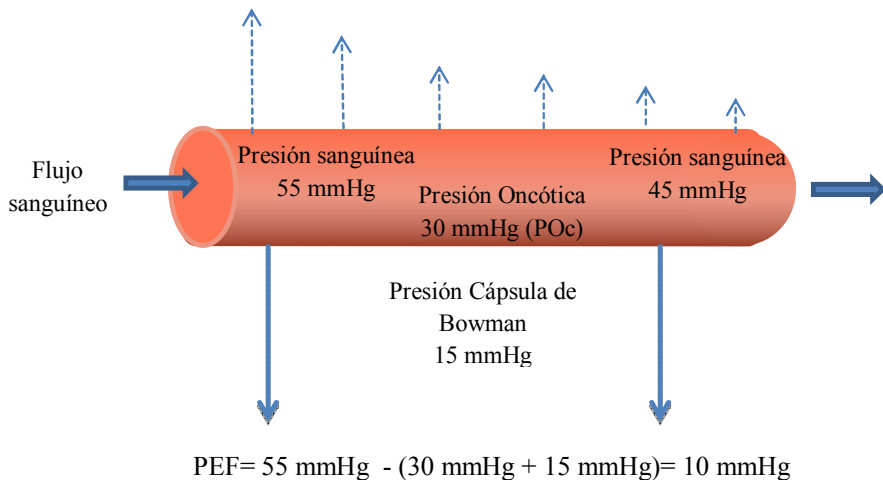 Flujo
sanguíneo
Presión sanguínea
55 mmHg
Presión Oncótica
30 mmHg (POc)
Presión sanguínea
45 mmHg
Presión Cápsula de
Bowman
15 mmHg
PEF= 55 mmHg - (30 mmHg + 15 mmHg)= 10 mmHg